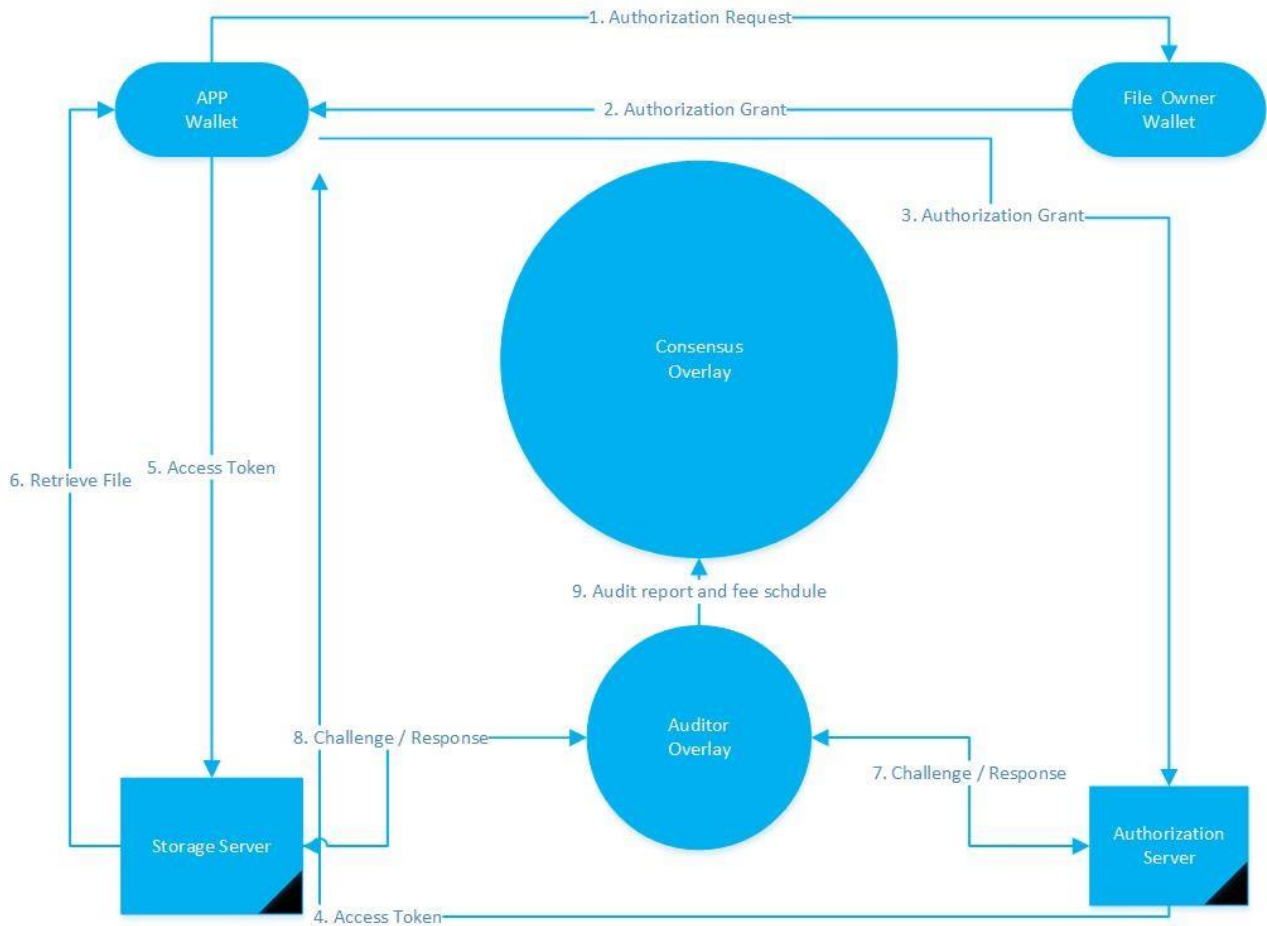 1. Authorization Request
APP
Wallet
2. Authorization Grant
File Owner
Wallet
3. Authorization Grant
Consensus
Overlay
6. Retrieve File
5. Access Token
9. Audit report and fee schdule
8. Challenge / Response
Auditor
Overlay
7. Challenge / Response
Storage Server
Authorization
Server
4. Access Token